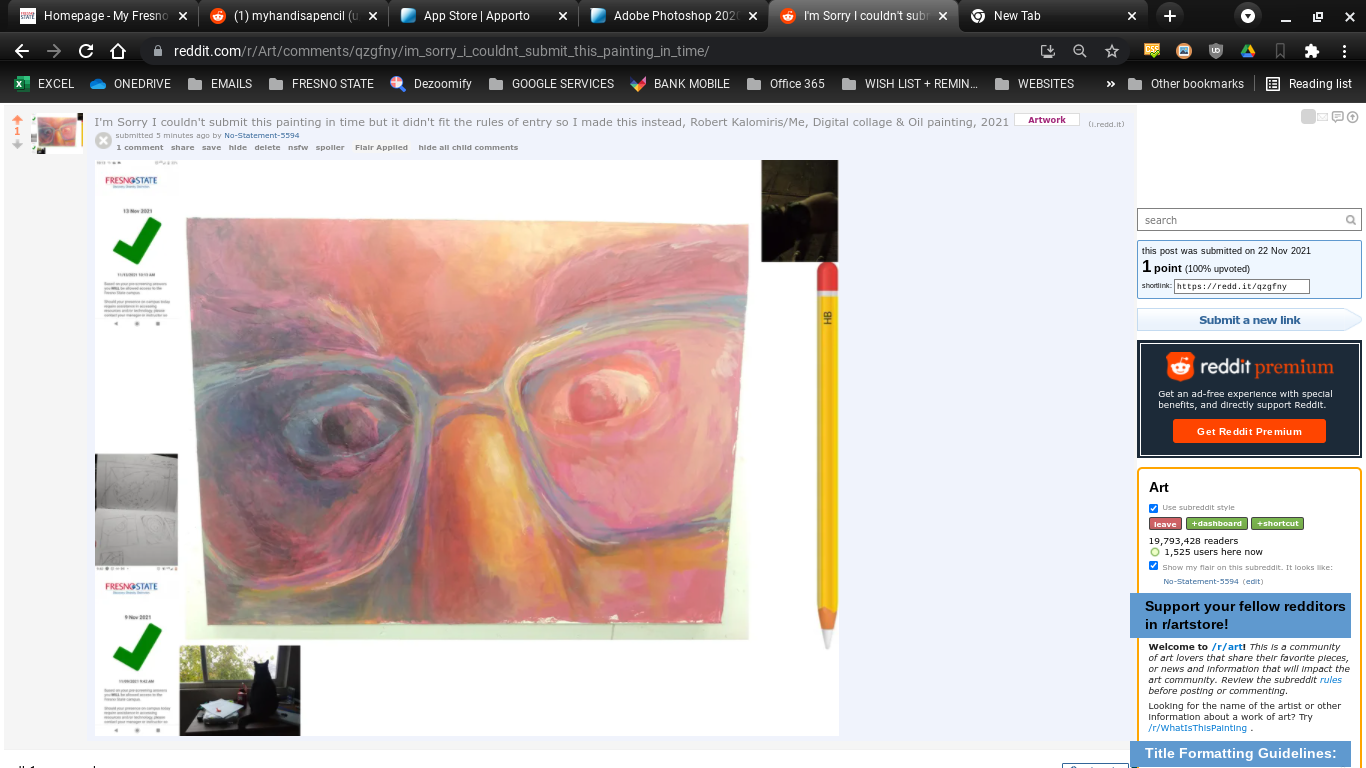 Homepage - My Fresno
(1) myhandisapencil (u
App Store | Apporto
Adobe Photoshop 2020
I'm Sorry I couldn't subm
New Tab
reddit.com/r/Art/comments/qzgfny/im_sorry_i_couldnt_submit_this_painting_in_time/
EXCEL
ONEDRIVE
EMAILS
FRESNO STATE
Dezoomify
GOOGLE SERVICES
BANK MOBILE
Office 365
WISH LIST + REMIN...
WEBSITES
»
Other bookmarks
Reading list
1
I'm Sorry I couldn't submit this painting in time but it didn't fit the rules of entry so I made this instead, Robert Kalomiris/Me, Digital collage & Oil painting, 2021
Artwork
(i.redd.it)
submitted 5 minutes ago by No-Statement-5594
1 comment share save hide delete nsfw spoiler Flair Applied hide all child comments
FRESNO STATE
13 Nov 2021
HB
FRESNO STATE
9 Nov 2021
search
this post was submitted on 22 Nov 2021
1 point (100% upvoted)
shortlink: https://redd.it/qzgfny
Submit a new link
reddit premium
Get an ad-free experience with special
benefits, and directly support Reddit.
Get Reddit Premium
Art
Use subreddit style
leave +dashboard +shortcut
19,793,428 readers
1,525 users here now
Show my flair on this subreddit. It looks like:
No-Statement-5594 (edit)
Support your fellow redditors
in r/artstore!
Welcome to /r/art! This is a community
of art lovers that share their favorite pieces,
or news and information that will impact the
art community. Review the subreddit rules
before posting or commenting.
Looking for the name of the artist or other
information about a work of art? Try
/r/WhatIsThisPainting .
Title Formatting Guidelines: